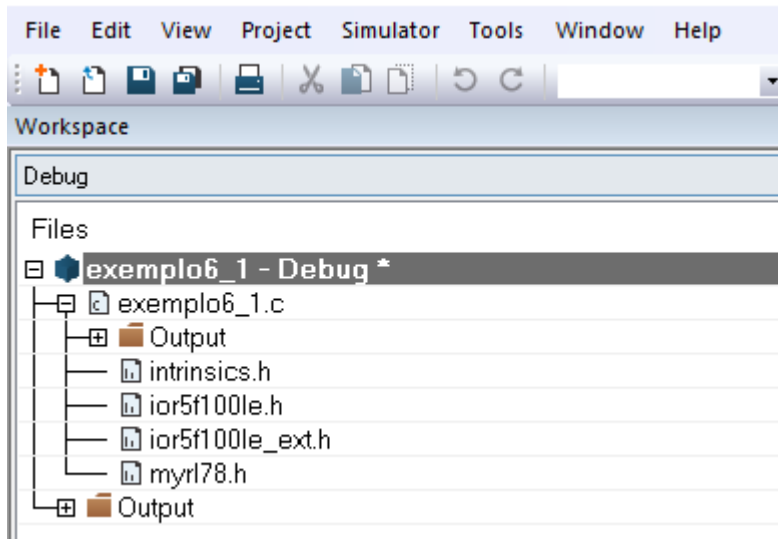 File Edit View Project Simulator Tools Window Help
Workspace
Debug
Files
exemplo6_1 - Debug *
exemplo6_1.c
Output
intrinsics.h
ior5f100le.h
ior5f100le_ext.h
myrl78.h
Output